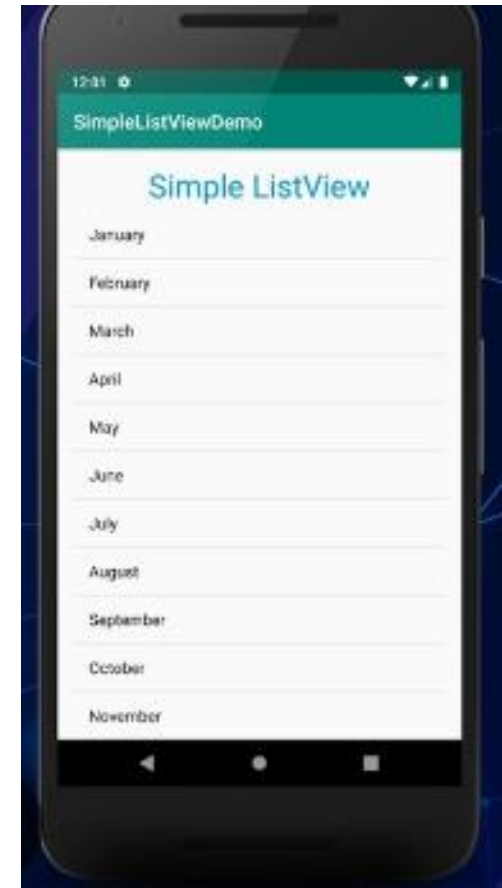 12:01
SimpleListViewDemo
Simple ListView
January
February
March
April
May
June
July
August
September
October
November